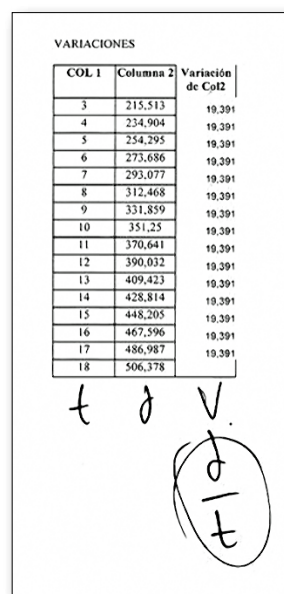 VARIACIONES
COL 1 Columna 2 Variación de Col2
3 215,513 19,391
4 234,904 19,391
5 254,295 19,391
6 273,686 19,391
7 293,077 19,391
8 312,468 19,391
9 331,859 19,391
10 351,25 19,391
11 370,641 19,391
12 390,032 19,391
13 409,423 19,391
14 428,814 19,391
15 448,205 19,391
16 467,596 19,391
17 486,987 19,391
18 506,378
t d V.
d
t